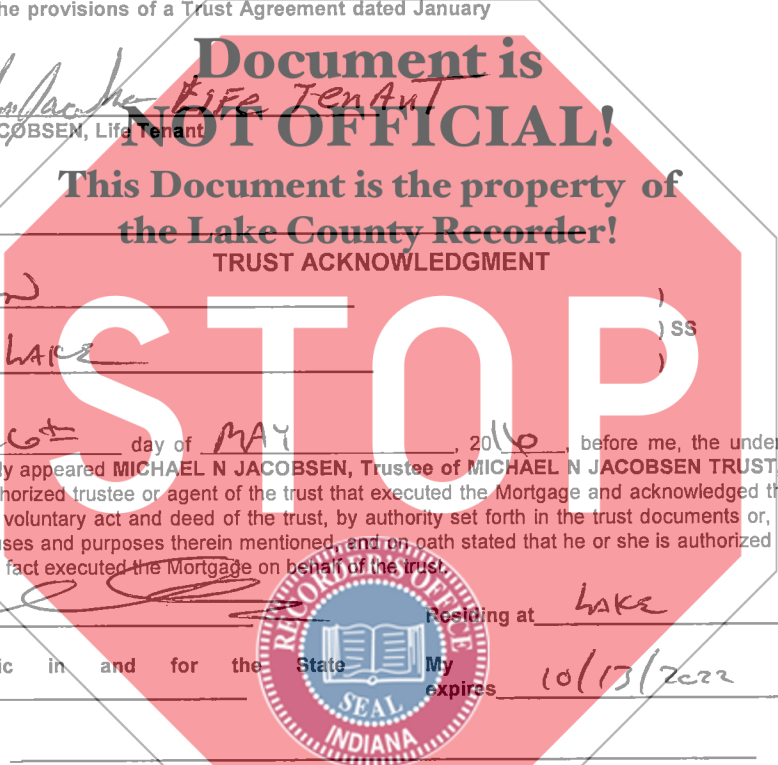 he provisions of a Trust Agreement dated January
Document is
LIFE TENANT
NOT OFFICIAL!
COBSEN, Life Tenant
This Document is the property of
the Lake County Recorder!
TRUST ACKNOWLEDGMENT
STOP
)
) SS
LAKE )
6th day of MAY, 2016, before me, the under
ly appeared MICHAEL N JACOBSEN, Trustee of MICHAEL N JACOBSEN TRUST,
horized trustee or agent of the trust that executed the Mortgage and acknowledged th
voluntary act and deed of the trust, by authority set forth in the trust documents or,
uses and purposes therein mentioned, and on oath stated that he or she is authorized
fact executed the Mortgage on behalf of the trust.
Residing at LAKE
ic in and for the State My
expires 10/13/2022
RECORDER'S OFFICE
SEAL
INDIANA